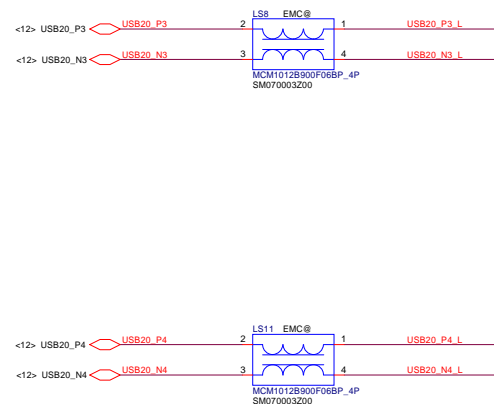 LS8 EMC@
<12> USB20_P3 USB20_P3 2 1 USB20_P3_L
<12> USB20_N3 USB20_N3 3 4 USB20_N3_L
MCM1012B900F06BP_4P
SM070003Z00
LS11 EMC@
<12> USB20_P4 USB20_P4 2 1 USB20_P4_L
<12> USB20_N4 USB20_N4 3 4 USB20_N4_L
MCM1012B900F06BP_4P
SM070003Z00